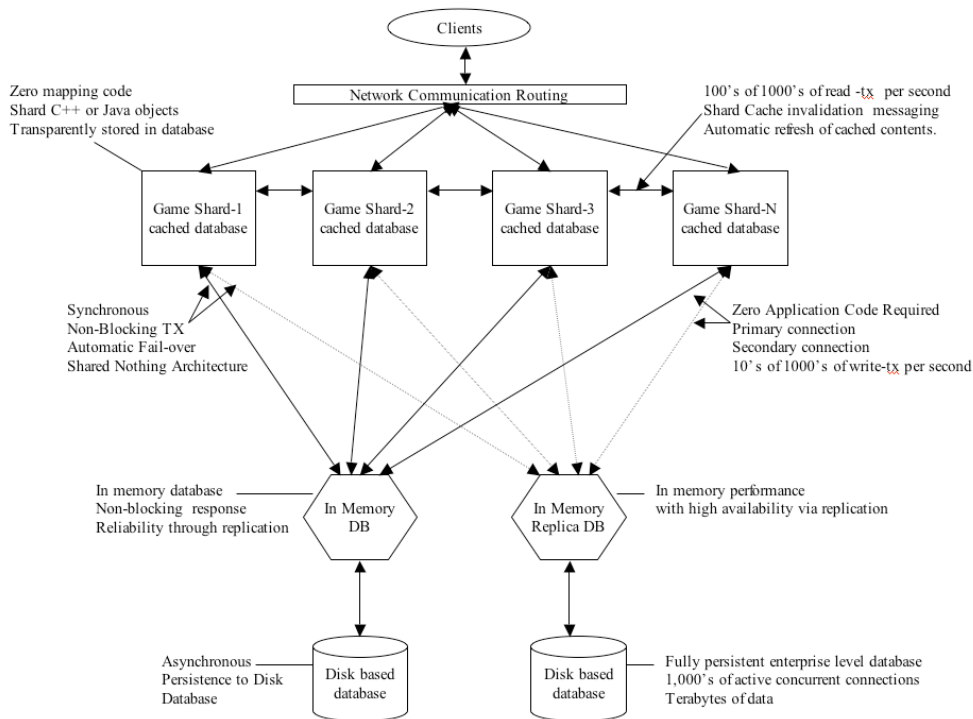 Clients
Network Communication Routing
Zero mapping code
Shard C++ or Java objects
Transparently stored in database
100's of 1000's of read -tx per second
Shard Cache invalidation messaging
Automatic refresh of cached contents.
Game Shard-1
cached database
Game Shard-2
cached database
Game Shard-3
cached database
Game Shard-N
cached database
Synchronous
Non-Blocking TX
Automatic Fail-over
Shared Nothing Architecture
Zero Application Code Required
Primary connection
Secondary connection
10's of 1000's of write-tx per second
In memory database
Non-blocking response
Reliability through replication
In Memory
DB
In Memory
Replica DB
In memory performance
with high availability via replication
Asynchronous
Persistence to Disk
Database
Disk based
database
Disk based
database
Fully persistent enterprise level database
1,000's of active concurrent connections
Terabytes of data